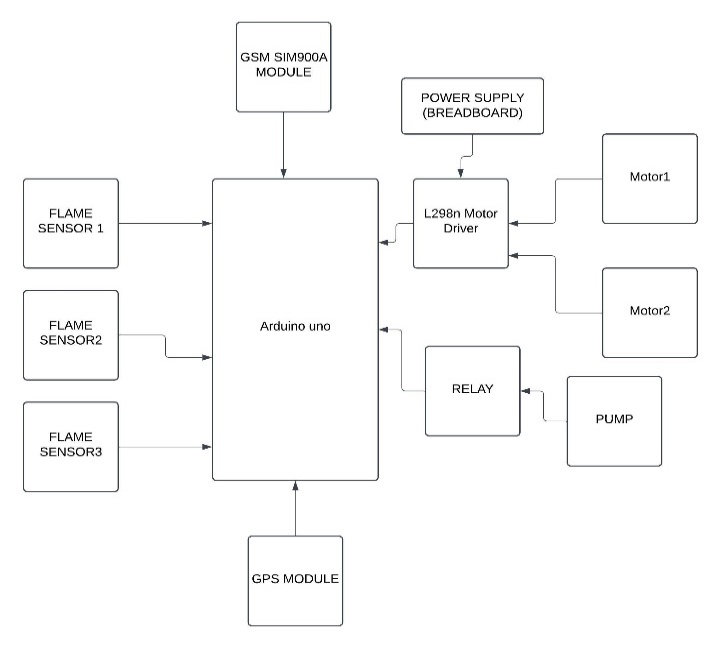 GSM SIM900A
MODULE
POWER SUPPLY
(BREADBOARD)
Motor1
FLAME
SENSOR 1
L298n Motor
Driver
Arduino uno
FLAME
SENSOR2
Motor2
RELAY
PUMP
FLAME
SENSOR3
GPS MODULE